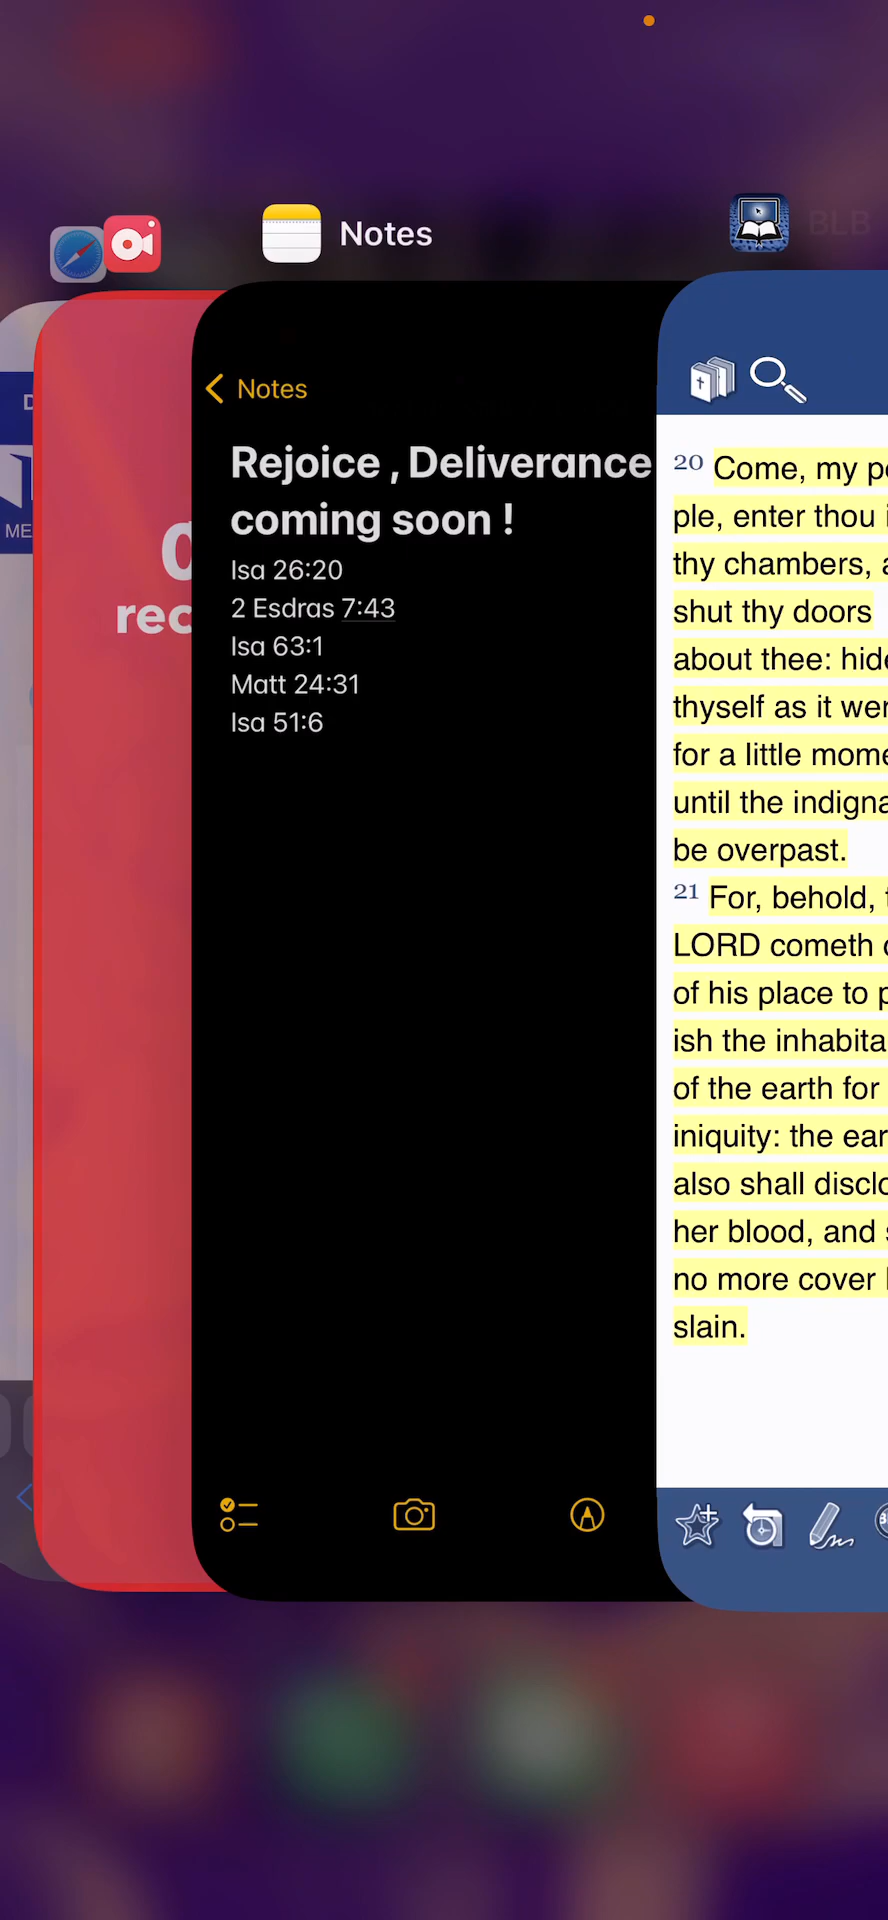 Notes
BLB
Notes
Rejoice , Deliverance
coming soon !
Isa 26:20
2 Esdras 7:43
Isa 63:1
Matt 24:31
Isa 51:6
rec
ME
20 Come, my
ple, enter thou
thy chambers,
shut thy doors
about thee:
thyself as it
for a little
until the
be overpast.
21 For, behold,
LORD cometh
of his place to
ish the
of the earth for
iniquity: the
also shall
her blood, and
no more cover
slain.